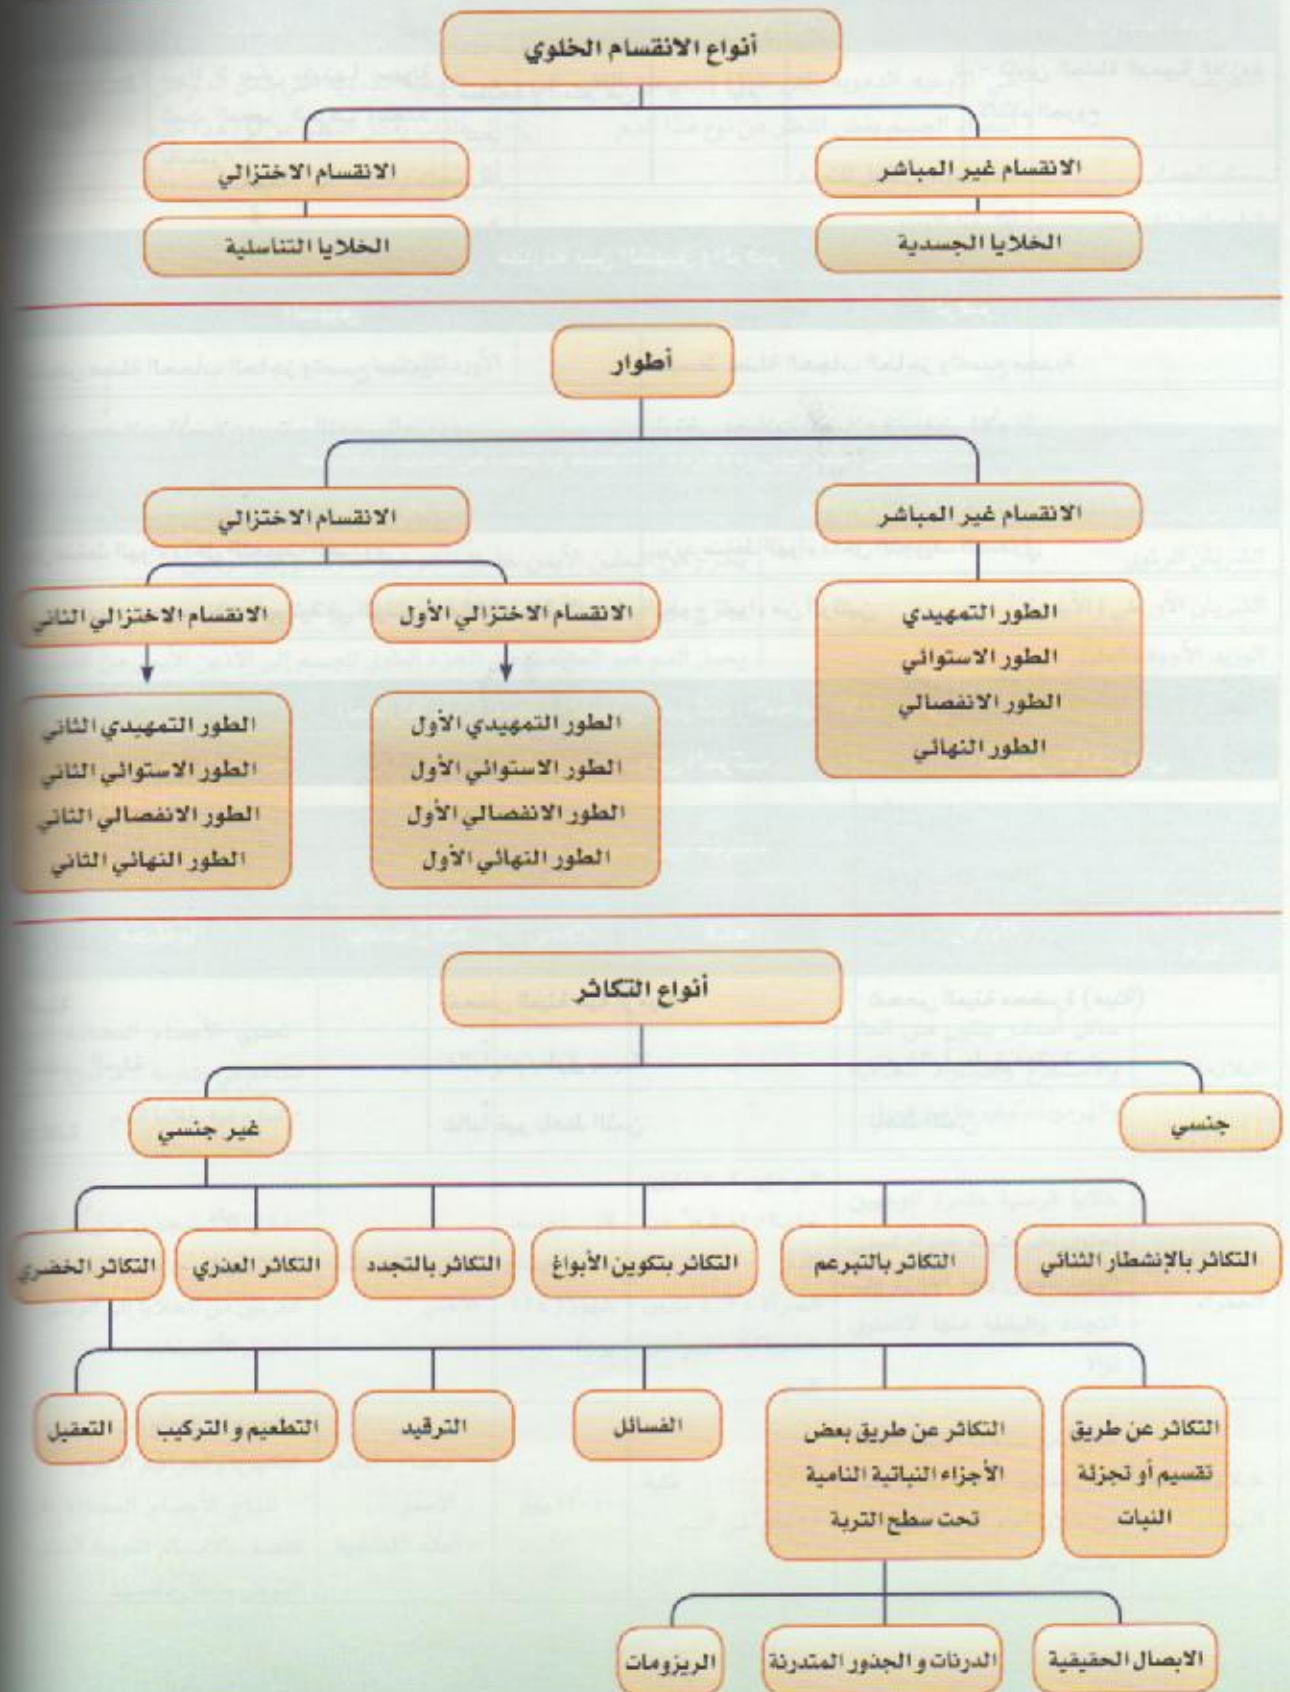 أنواع الانقسام الخلوي
الانقسام غير المباشر
الانقسام الاختزالي
الخلايا الجسدية
الخلايا التناسلية
أطوار
الانقسام غير المباشر
الانقسام الاختزالي
الانقسام الاختزالي الأول
الانقسام الاختزالي الثاني
الطور التمهيدي
الطور الاستوائي
الطور الانفصالي
الطور النهائي
الطور التمهيدي الأول
الطور الاستوائي الأول
الطور الانفصالي الأول
الطور النهائي الأول
الطور التمهيدي الثاني
الطور الاستوائي الثاني
الطور الانفصالي الثاني
الطور النهائي الثاني
أنواع التكاثر
جنسي
غير جنسي
التكاثر بالإنشطار الثنائي
التكاثر بالتبرعم
التكاثر بتكوين الأبواغ
التكاثر بالتجدد
التكاثر العذري
التكاثر الخضري
التكاثر عن طريق
تقسيم أو تجزئة
النبات
التكاثر عن طريق بعض
الأجزاء النباتية النامية
تحت سطح التربة
الفسائل
الترقيد
التطعيم و التركيب
التعقيل
الابصال الحقيقية
الدرنات و الجذور المتدرنة
الريزومات